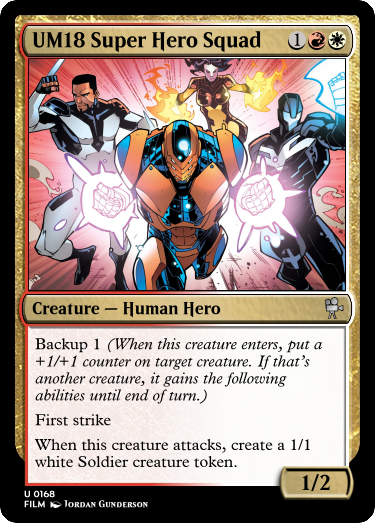 UM18 Super Hero Squad 1
Creature — Human Hero
Backup 1 (When this creature enters, put a
+1/+1 counter on target creature. If that's
another creature, it gains the following
abilities until end of turn.)
First strike
When this creature attacks, create a 1/1
white Soldier creature token.
1/2
U 0168
FILM Jordan Gunderson